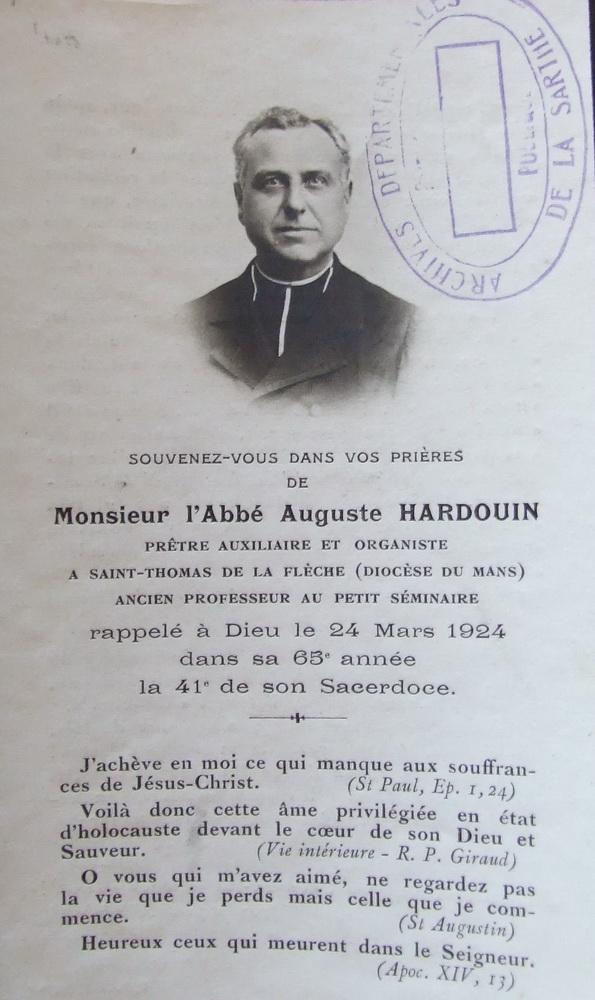 ARCHIVES DÉPARTEMENTALES
DE LA SARTHE
SOUVENEZ-VOUS DANS VOS PRIÈRES
DE
Monsieur l'Abbé Auguste HARDOUIN
PRÊTRE AUXILIAIRE ET ORGANISTE
A SAINT-THOMAS DE LA FLÈCHE (DIOCÈSE DU MANS)
ANCIEN PROFESSEUR AU PETIT SÉMINAIRE
rappelé à Dieu le 24 Mars 1924
dans sa 65e année
la 41e de son Sacerdoce.
J'achève en moi ce qui manque aux souffran-
ces de Jésus-Christ. (St Paul, Ep. 1, 24)
Voilà donc cette âme privilégiée en état
d'holocauste devant le cœur de son Dieu et
Sauveur. (Vie intérieure - R. P. Giraud)
O vous qui m'avez aimé, ne regardez pas
la vie que je perds mais celle que je com-
mence. (St Augustin)
Heureux ceux qui meurent dans le Seigneur.
(Apoc. XIV, 13)